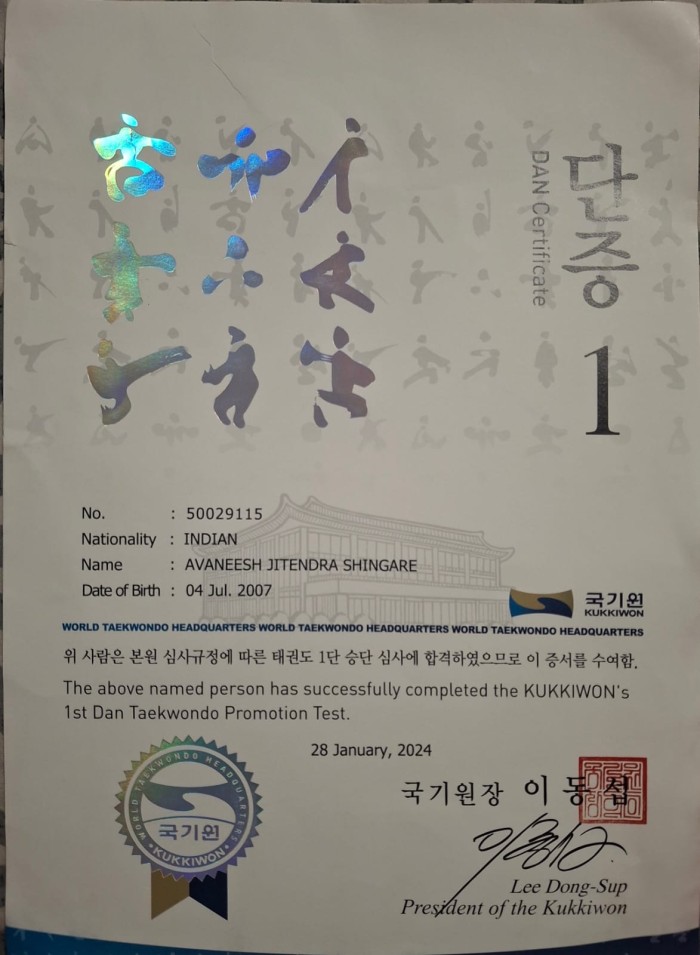 단증
DAN Certificate
1
No. : 50029115
Nationality : INDIAN
Name : AVANEESH JITENDRA SHINGARE
Date of Birth : 04 Jul. 2007
국기원
KUKKIWON
WORLD TAEKWONDO HEADQUARTERS WORLD TAEKWONDO HEADQUARTERS WORLD TAEKWONDO HEADQUARTERS
위 사람은 본원 심사규정에 따른 태권도 1단 승단 심사에 합격하였으므로 이 증서를 수여함.
The above named person has successfully completed the KUKKIWON's
1st Dan Taekwondo Promotion Test.
28 January, 2024
WORLD TAEKWONDO HEADQUARTERS
국기원
KUKKIWON
국기원장 이동섭
Lee Dong-Sup
President of the Kukkiwon